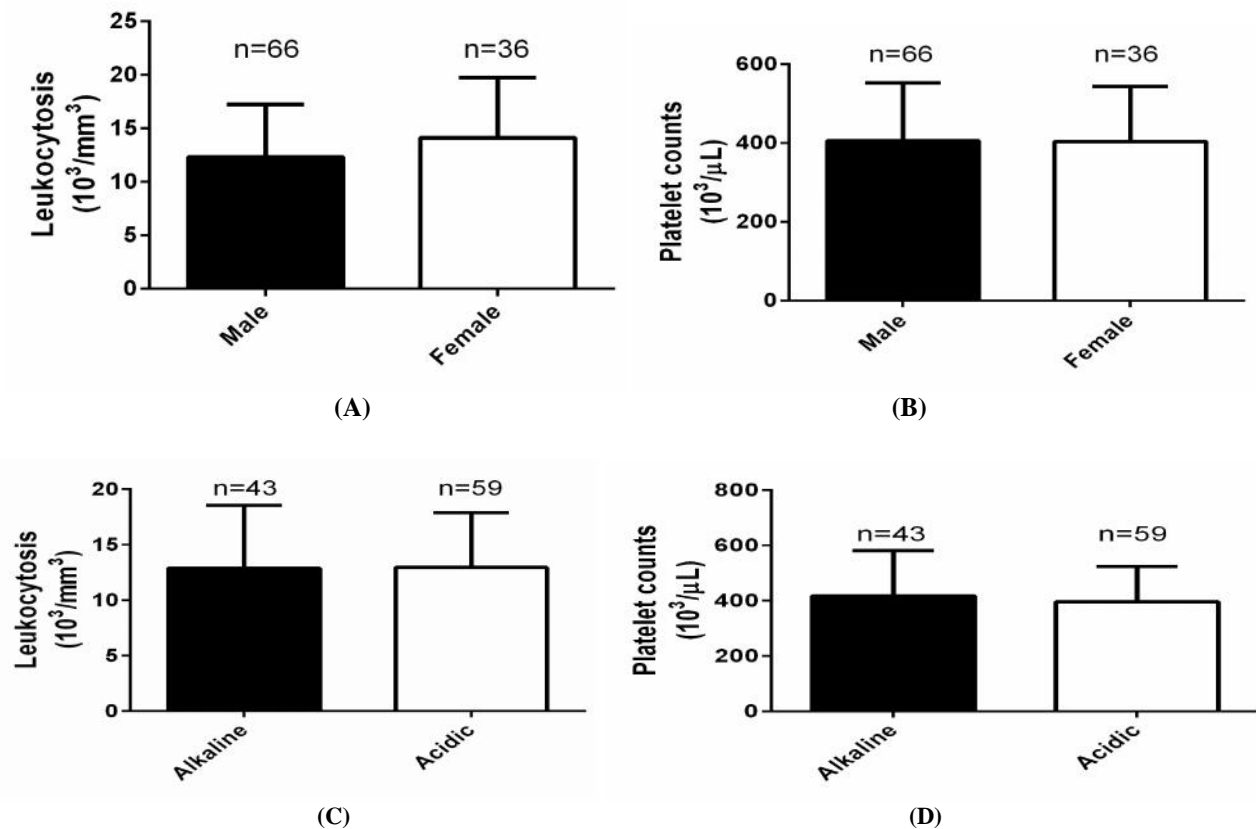 Leukocytosis
(10³/mm³)
25
20
15
10
5
0
n=66
n=36
Male
Female
(A)
Platelet counts
(10³/μL)
600
400
200
0
n=66
n=36
Male
Female
(B)
Leukocytosis
(10³/mm³)
20
15
10
5
0
n=43
n=59
Alkaline
Acidic
(C)
Platelet counts
(10³/μL)
800
600
400
200
0
n=43
n=59
Alkaline
Acidic
(D)